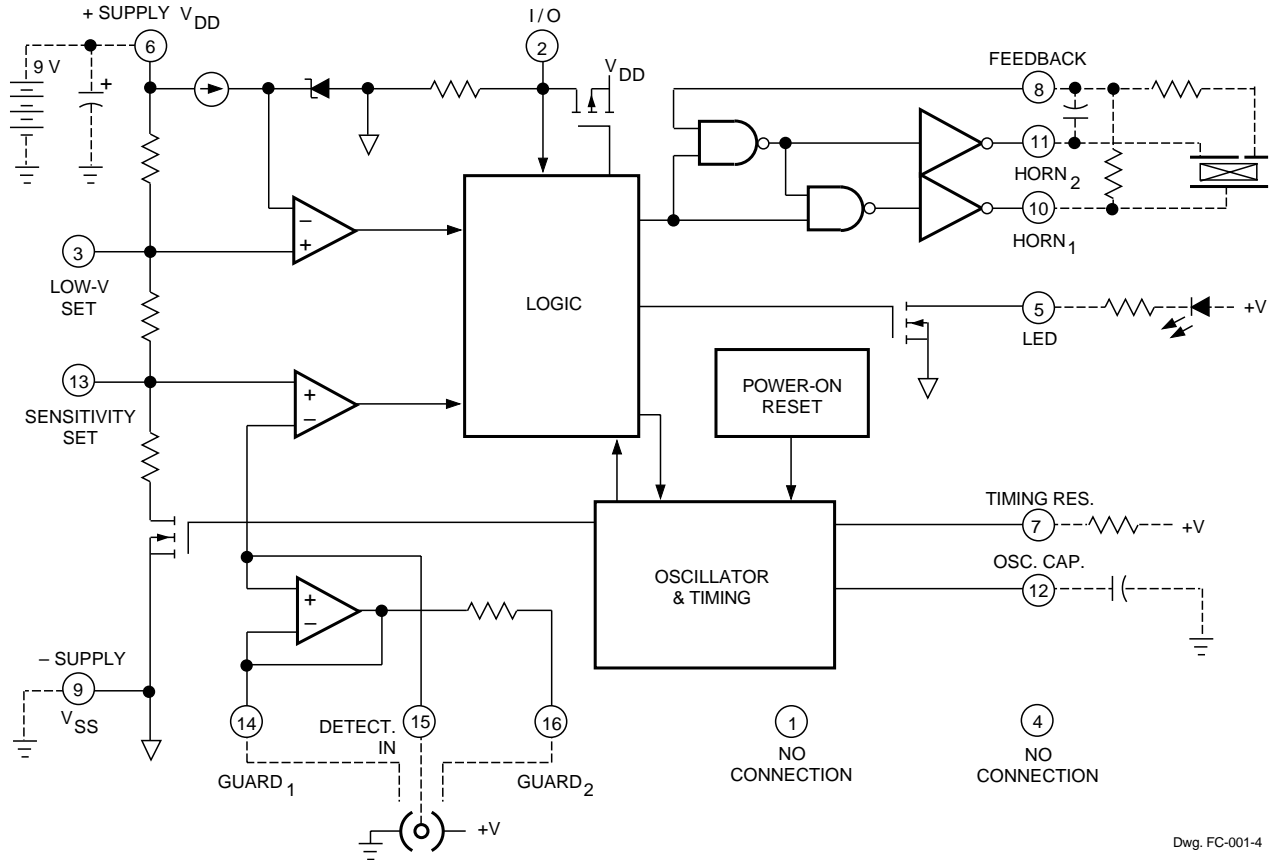 + SUPPLY V DD
6
9 V
+
I / O
2
V DD
FEEDBACK
8
11
HORN 2
10
HORN 1
–
+
3
LOW-V
SET
LOGIC
5
LED
+V
13
SENSITIVITY
SET
+
–
POWER-ON
RESET
TIMING RES.
7
+V
OSC. CAP.
12
OSCILLATOR
& TIMING
+
–
– SUPPLY
9
V SS
14
GUARD 1
DETECT.
IN
15
16
GUARD 2
+V
1
NO
CONNECTION
4
NO
CONNECTION
Dwg. FC-001-4